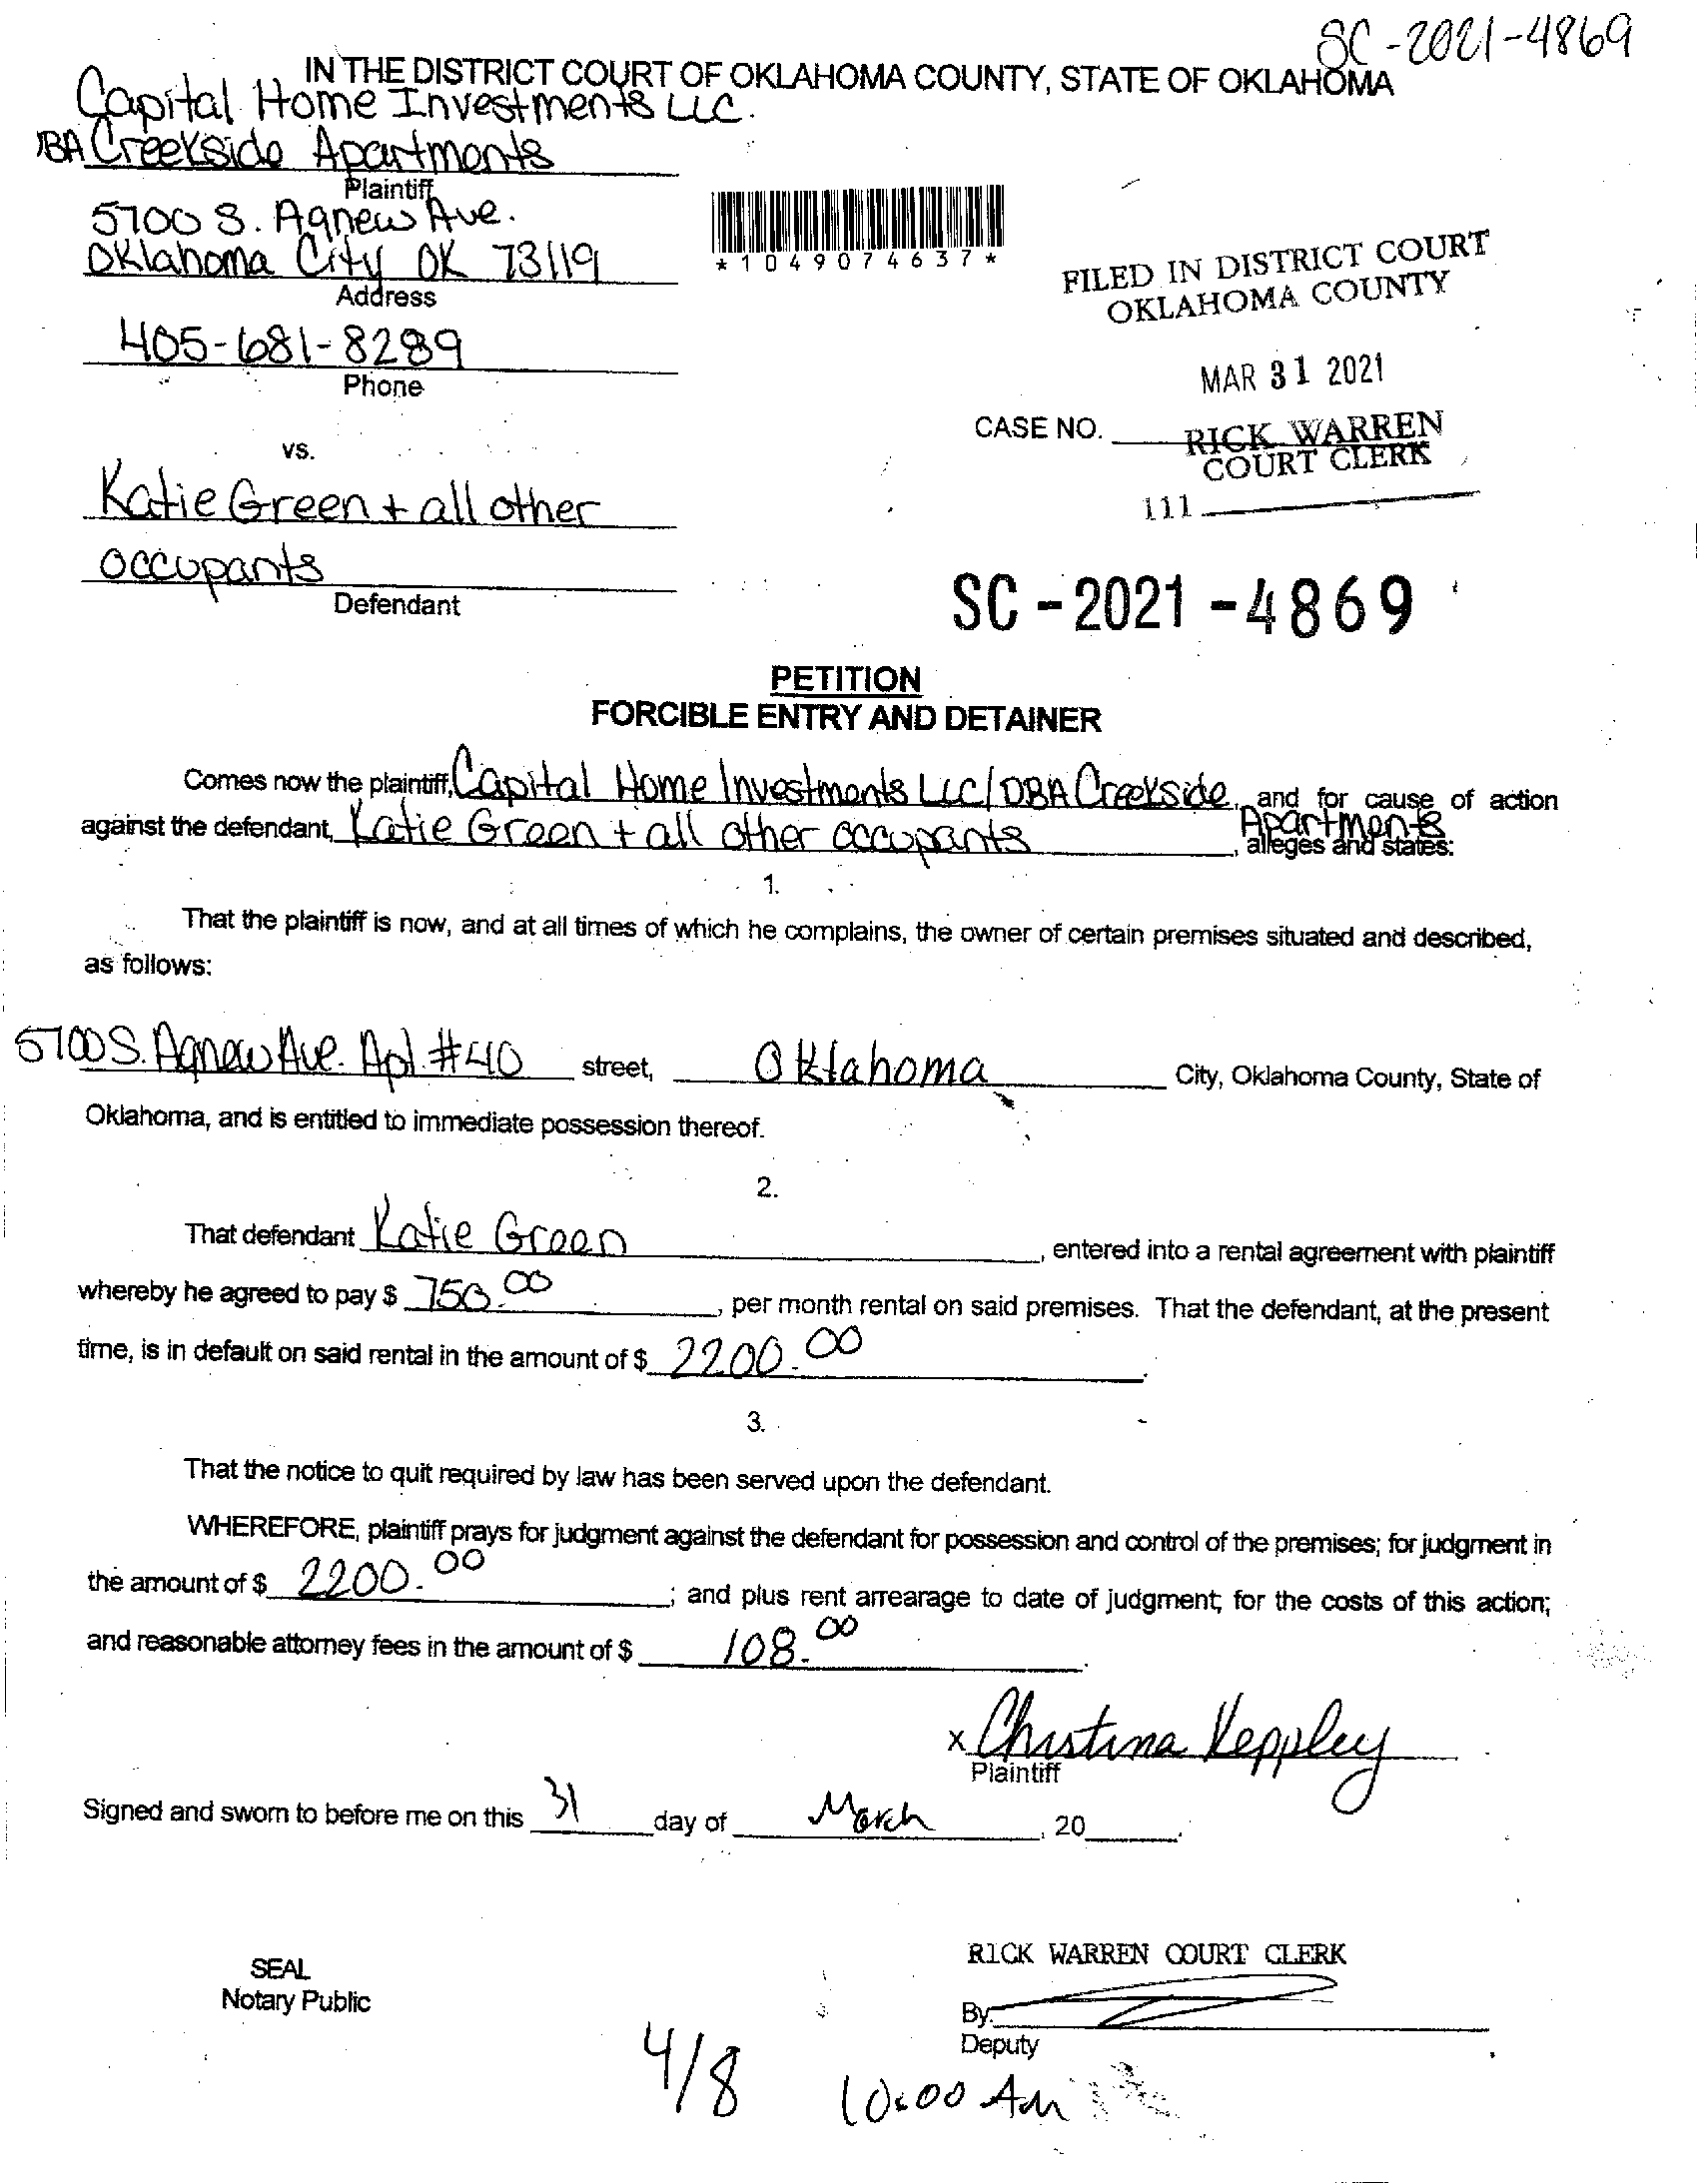 SC-2021-4869
IN THE DISTRICT COURT OF OKLAHOMA COUNTY, STATE OF OKLAHOMA
Capital Home Investments LLC.
DBA Creekside Apartments
Plaintiff
5700 S. Agnew Ave.
Oklahoma City OK 73119
Address
*1049074637*
FILED IN DISTRICT COURT
OKLAHOMA COUNTY
405-681-8289
Phone
MAR 31 2021
CASE NO.
RICK WARREN
COURT CLERK
vs.
111
Katie Green + all other
occupants
Defendant
SC-2021-4869
PETITION
FORCIBLE ENTRY AND DETAINER
Comes now the plaintiff, Capital Home Investments LLC/DBA Creekside, and for cause of action
Apartments
against the defendant, Katie Green + all other occupants, alleges and states:
1.
That the plaintiff is now, and at all times of which he complains, the owner of certain premises situated and described,
as follows:
5700 S. Agnew Ave. Apt. #40 street, Oklahoma City, Oklahoma County, State of
Oklahoma, and is entitled to immediate possession thereof.
2.
That defendant Katie Green, entered into a rental agreement with plaintiff
whereby he agreed to pay $ 750.00, per month rental on said premises. That the defendant, at the present
time, is in default on said rental in the amount of $ 2200.00.
3.
That the notice to quit required by law has been served upon the defendant.
WHEREFORE, plaintiff prays for judgment against the defendant for possession and control of the premises; for judgment in
the amount of $ 2200.00; and plus rent arrearage to date of judgment; for the costs of this action;
and reasonable attorney fees in the amount of $ 108.00.
x Christina Keppley
Plaintiff
Signed and sworn to before me on this 31 day of March, 20.
RICK WARREN COURT CLERK
SEAL
Notary Public
By:
Deputy
4/8 10:00 AM